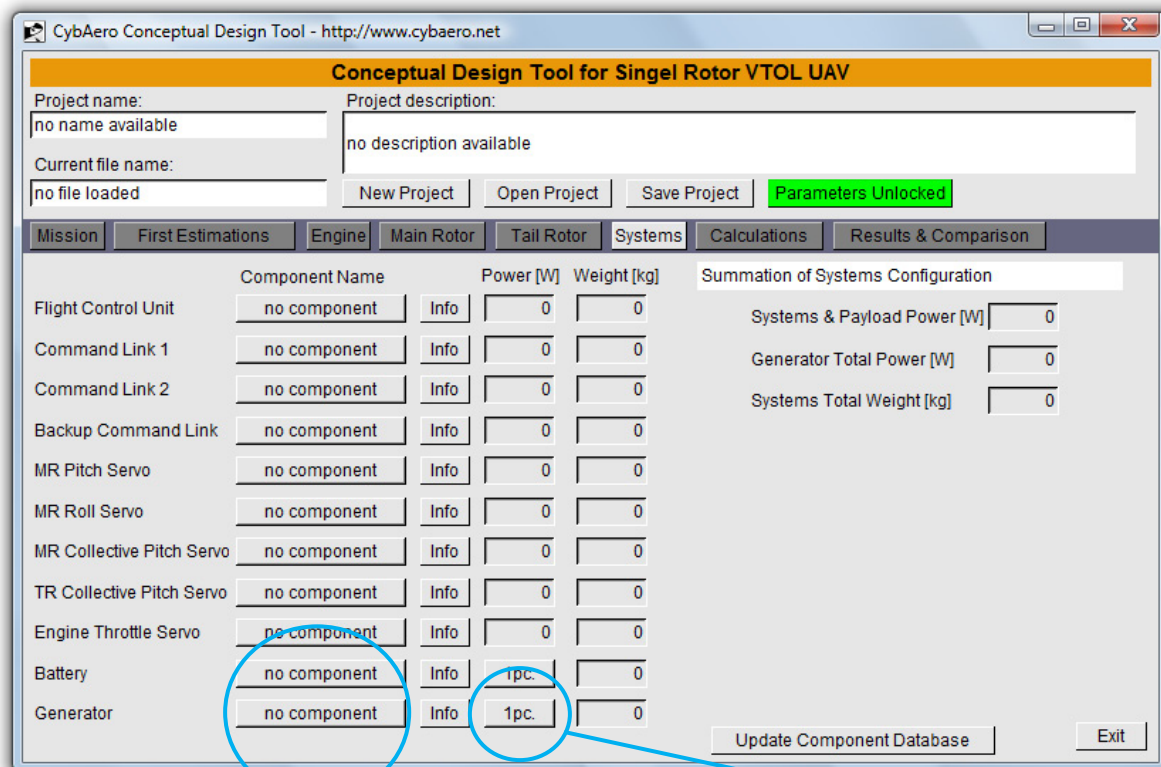 CybAero Conceptual Design Tool - http://www.cybaero.net
Conceptual Design Tool for Singel Rotor VTOL UAV
Project name: Project description:
no name available
no description available
Current file name:
no file loaded New Project Open Project Save Project Parameters Unlocked
Mission First Estimations Engine Main Rotor Tail Rotor Systems Calculations Results & Comparison
Component Name Power [W] Weight [kg] Summation of Systems Configuration
Flight Control Unit no component Info 0 0 Systems & Payload Power [W] 0
Command Link 1 no component Info 0 0 Generator Total Power [W] 0
Command Link 2 no component Info 0 0 Systems Total Weight [kg] 0
Backup Command Link no component Info 0 0
MR Pitch Servo no component Info 0 0
MR Roll Servo no component Info 0 0
MR Collective Pitch Servo no component Info 0 0
TR Collective Pitch Servo no component Info 0 0
Engine Throttle Servo no component Info 0 0
Battery no component Info 1pc. 0
Generator no component Info 1pc. 0
Update Component Database Exit